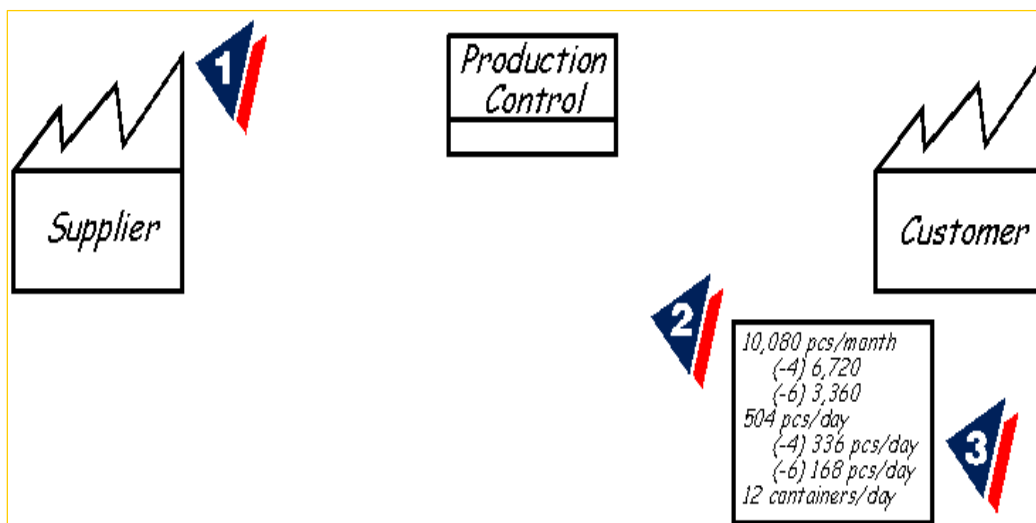 1
Production
Control
Supplier
Customer
2
10,080 pcs/month
(-4) 6,720
(-6) 3,360
504 pcs/day
(-4) 336 pcs/day
(-6) 168 pcs/day
12 containers/day
3